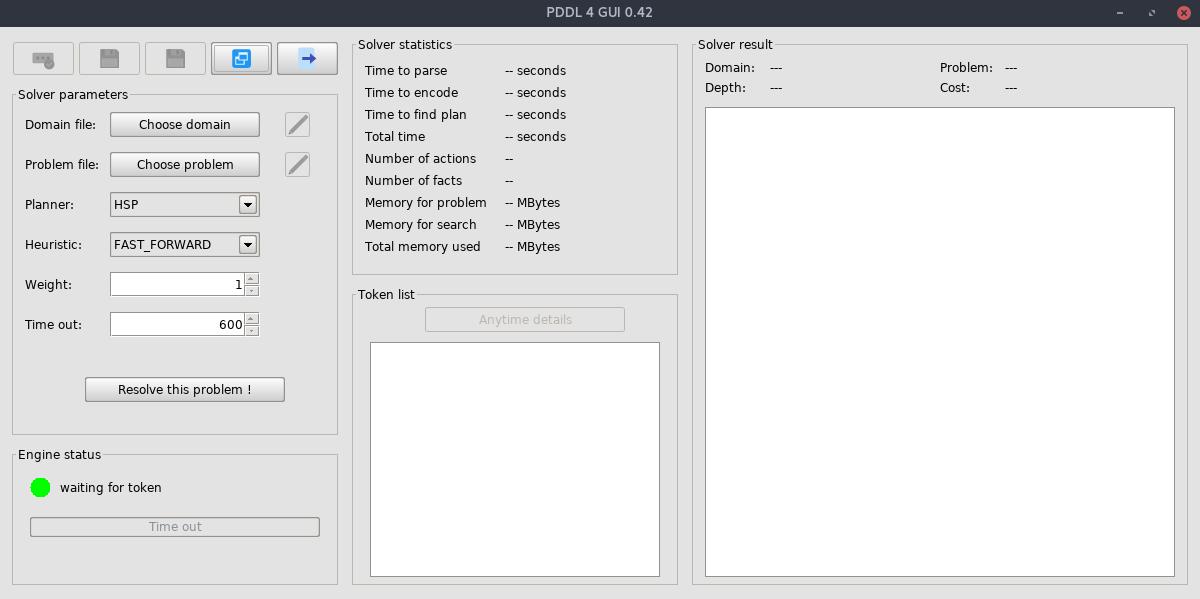 PDDL 4 GUI 0.42
Solver parameters
Domain file: Choose domain
Problem file: Choose problem
Planner: HSP
Heuristic: FAST_FORWARD
Weight: 1
Time out: 600
Resolve this problem !
Engine status
waiting for token
Time out
Solver statistics
Time to parse -- seconds
Time to encode -- seconds
Time to find plan -- seconds
Total time -- seconds
Number of actions --
Number of facts --
Memory for problem -- MBytes
Memory for search -- MBytes
Total memory used -- MBytes
Token list
Anytime details
Solver result
Domain: --- Problem: ---
Depth: --- Cost: ---